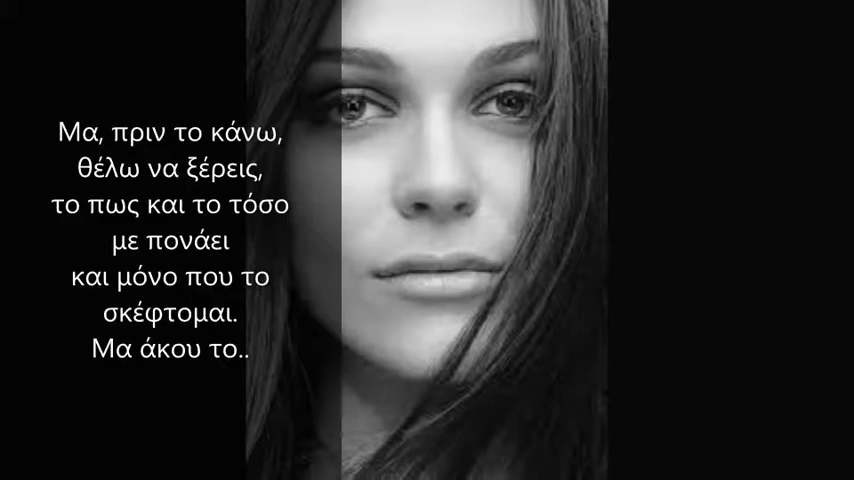 Μα, πριν το κάνω,
θέλω να ξέρεις,
το πως και το τόσο
με πονάει
και μόνο που το
σκέφτομαι.
Μα άκου το..